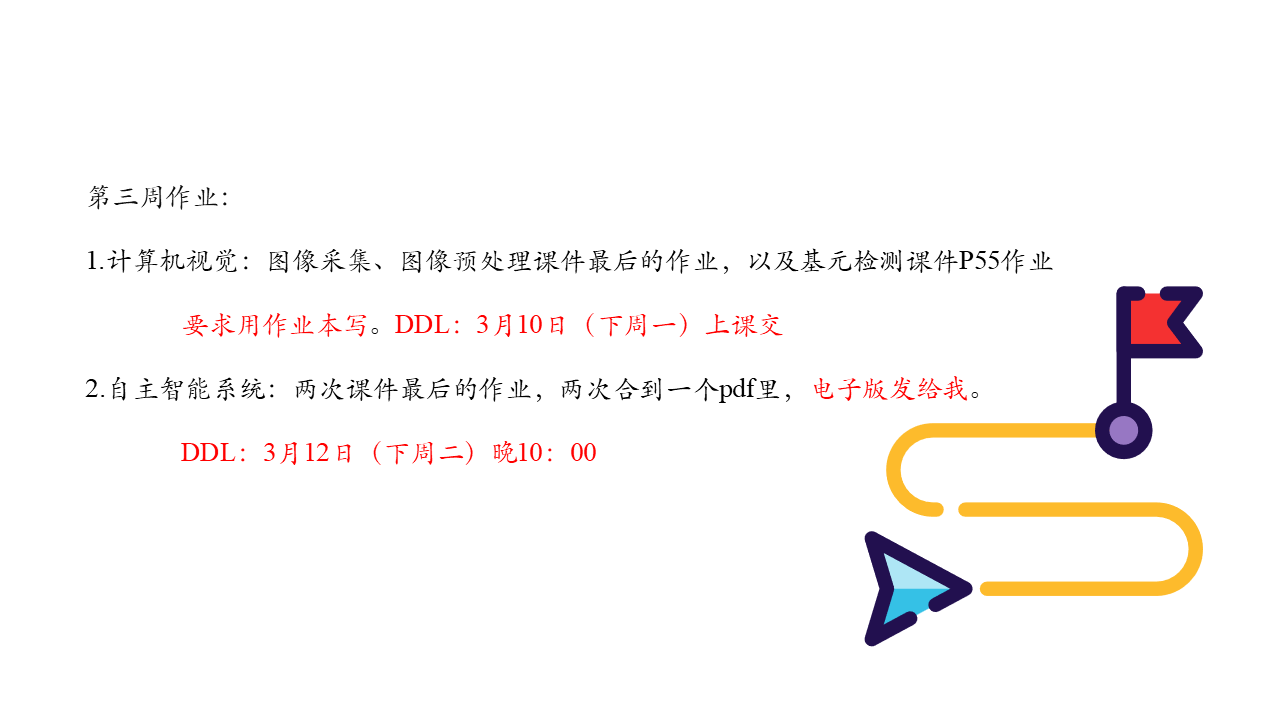 第三周作业：
1.计算机视觉：图像采集、图像预处理课件最后的作业，以及基元检测课件P55作业
要求用作业本写。DDL：3月10日（下周一）上课交
2.自主智能系统：两次课件最后的作业，两次合到一个pdf里，电子版发给我。
DDL：3月12日（下周二）晚10：00